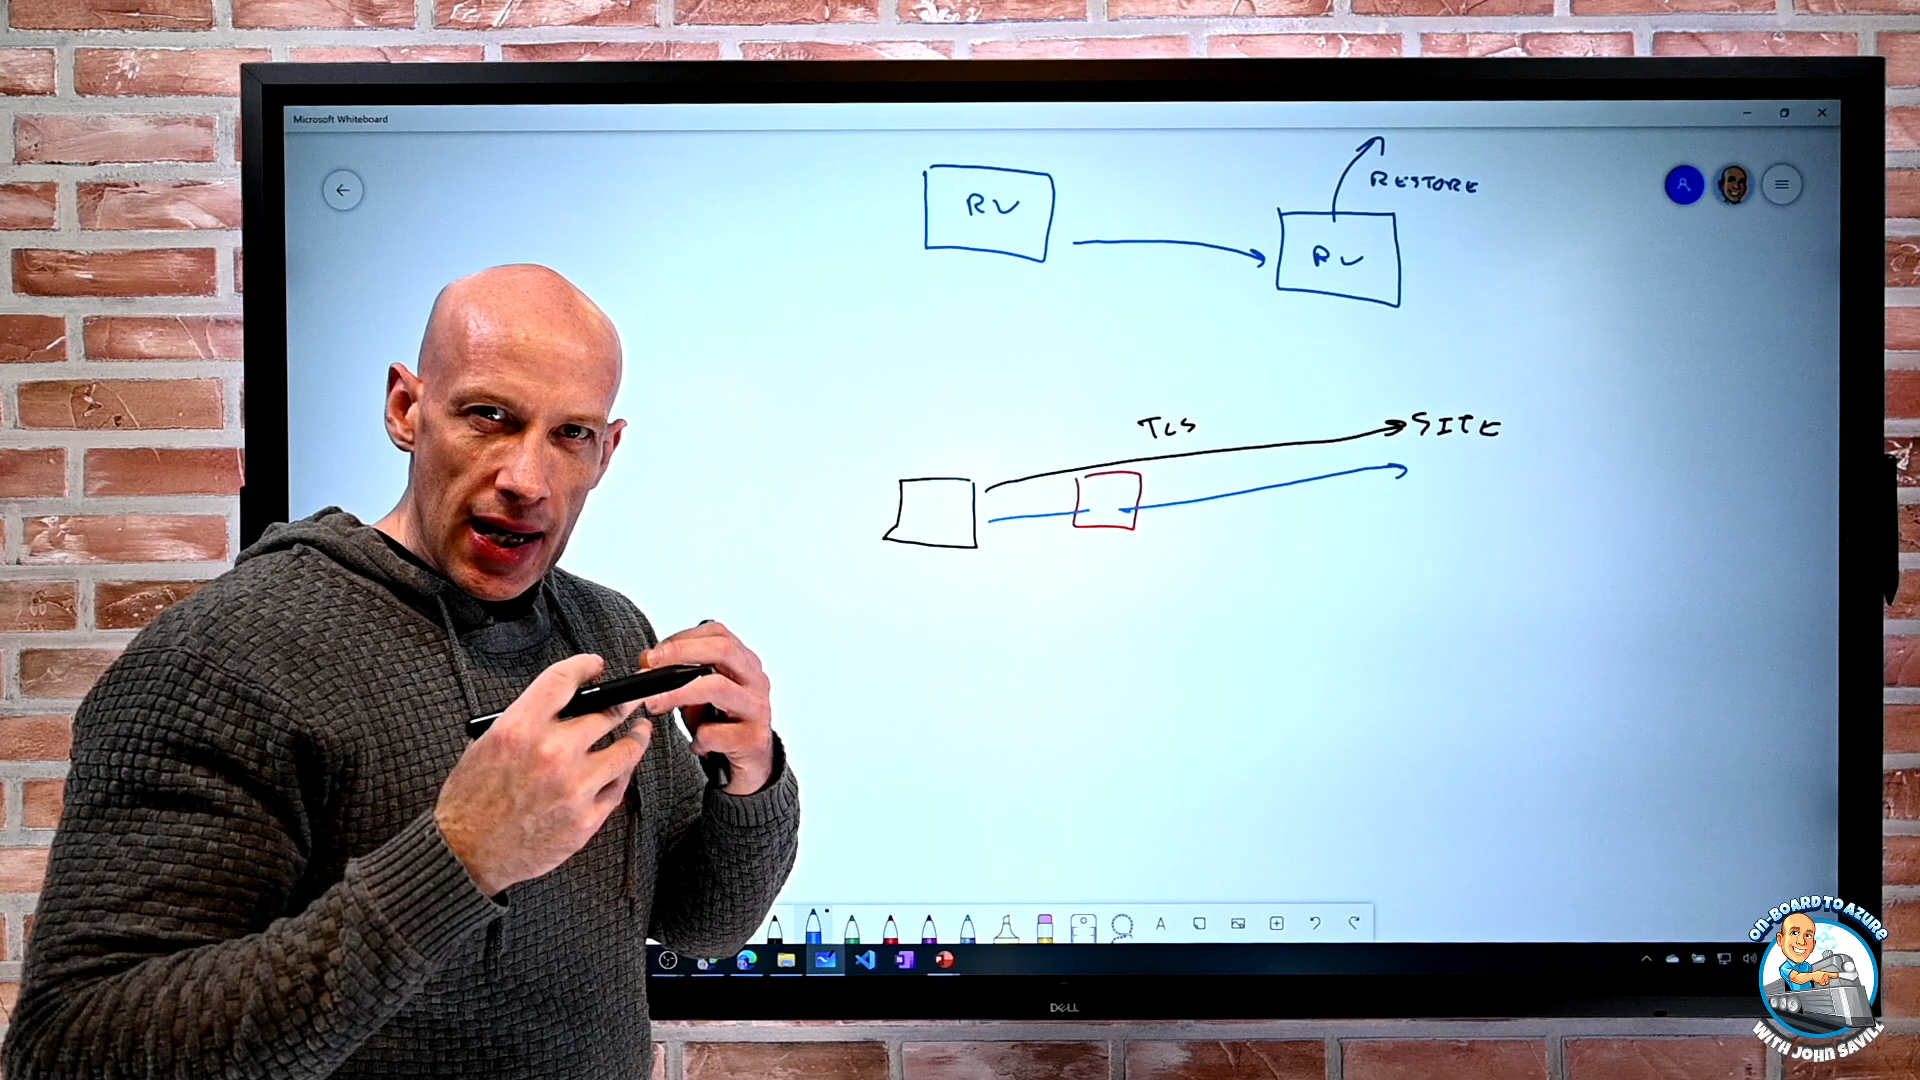 Microsoft Whiteboard
RESTORE
RV
RV
TLS
SITE
A
DELL
ON-BOARD TO AZURE
WITH JOHN SAVILL